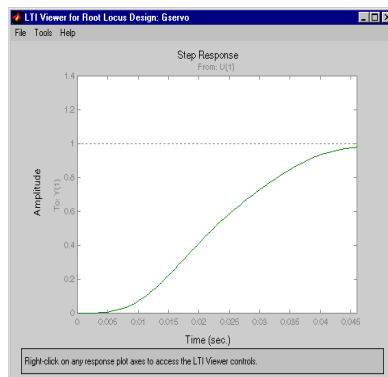 LTI Viewer for Root Locus Design: Gservo
File Tools Help
Step Response
From: U(1)
1.4
1.2
1
0.8
0.6
0.4
0.2
0
Amplitude
To: Y(1)
0 0.005 0.01 0.015 0.02 0.025 0.03 0.035 0.04 0.045
Time (sec.)
Right-click on any response plot axes to access the LTI Viewer controls.